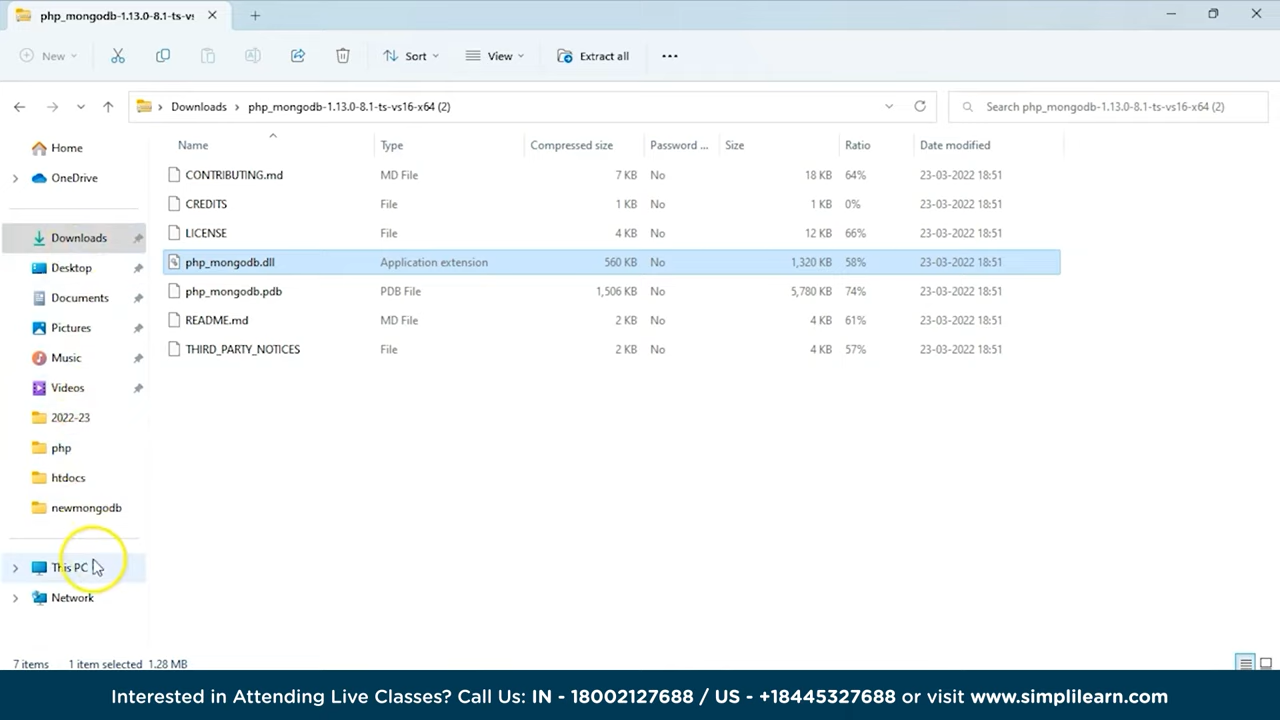 php_mongodb-1.13.0-8.1-ts-vs
New
Sort
View
Extract all
Downloads
php_mongodb-1.13.0-8.1-ts-vs16-x64 (2)
Search php_mongodb-1.13.0-8.1-ts-vs16-x64 (2)
Name Type Compressed size Password ... Size Ratio Date modified
CONTRIBUTING.md MD File 7 KB No 18 KB 64% 23-03-2022 18:51
CREDITS File 1 KB No 1 KB 0% 23-03-2022 18:51
LICENSE File 4 KB No 12 KB 66% 23-03-2022 18:51
php_mongodb.dll Application extension 560 KB No 1,320 KB 58% 23-03-2022 18:51
php_mongodb.pdb PDB File 1,506 KB No 5,780 KB 74% 23-03-2022 18:51
README.md MD File 2 KB No 4 KB 61% 23-03-2022 18:51
THIRD_PARTY_NOTICES File 2 KB No 4 KB 57% 23-03-2022 18:51
Home
OneDrive
Downloads
Desktop
Documents
Pictures
Music
Videos
2022-23
php
htdocs
newmongodb
This PC
Network
7 items 1 item selected 1.28 MB
Interested in Attending Live Classes? Call Us: IN - 18002127688 / US - +18445327688 or visit www.simplilearn.com